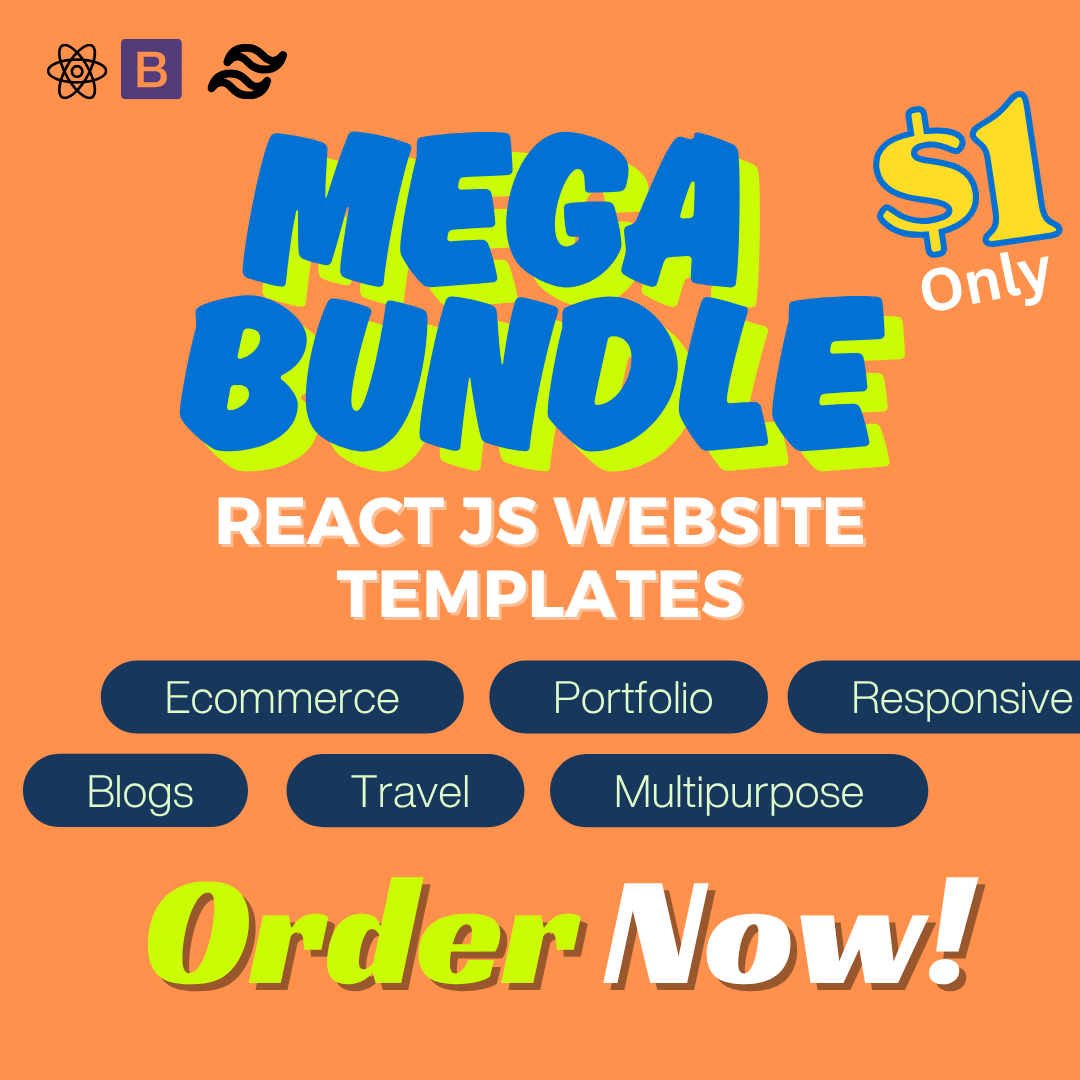 B
$1
Only
MEGA
BUNDLE
REACT JS WEBSITE
TEMPLATES
Ecommerce
Portfolio
Responsive
Blogs
Travel
Multipurpose
Order Now!